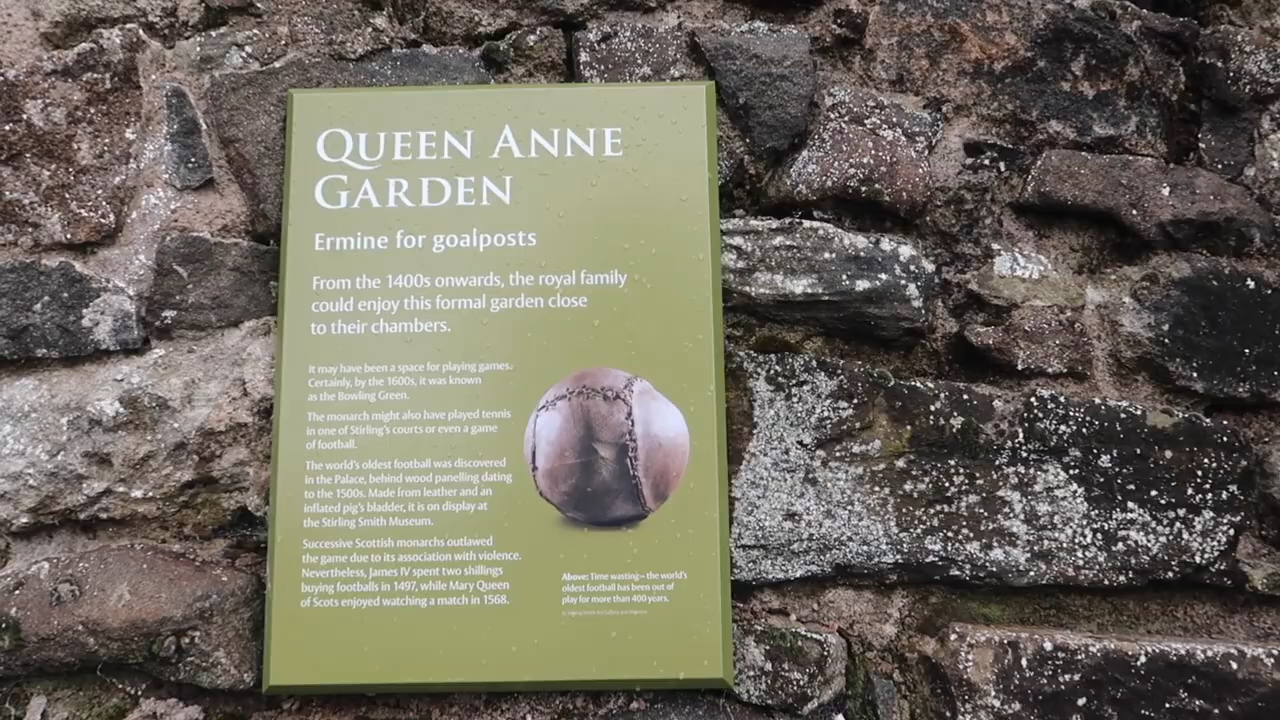 QUEEN ANNE
GARDEN
Ermine for goalposts
From the 1400s onwards, the royal family
could enjoy this formal garden close
to their chambers.
It may have been a space for playing games.
Certainly, by the 1600s, it was known
as the Bowling Green.
The monarch might also have played tennis
in one of Stirling's courts or even a game
of football.
The world's oldest football was discovered
in the Palace, behind wood panelling dating
to the 1500s. Made from leather and an
inflated pig's bladder, it is on display at
the Stirling Smith Museum.
Successive Scottish monarchs outlawed
the game due to its association with violence.
Nevertheless, James IV spent two shillings
buying footballs in 1497, while Mary Queen
of Scots enjoyed watching a match in 1568.
Above: Time wasting – the world's
oldest football has been out of
play for more than 400 years.